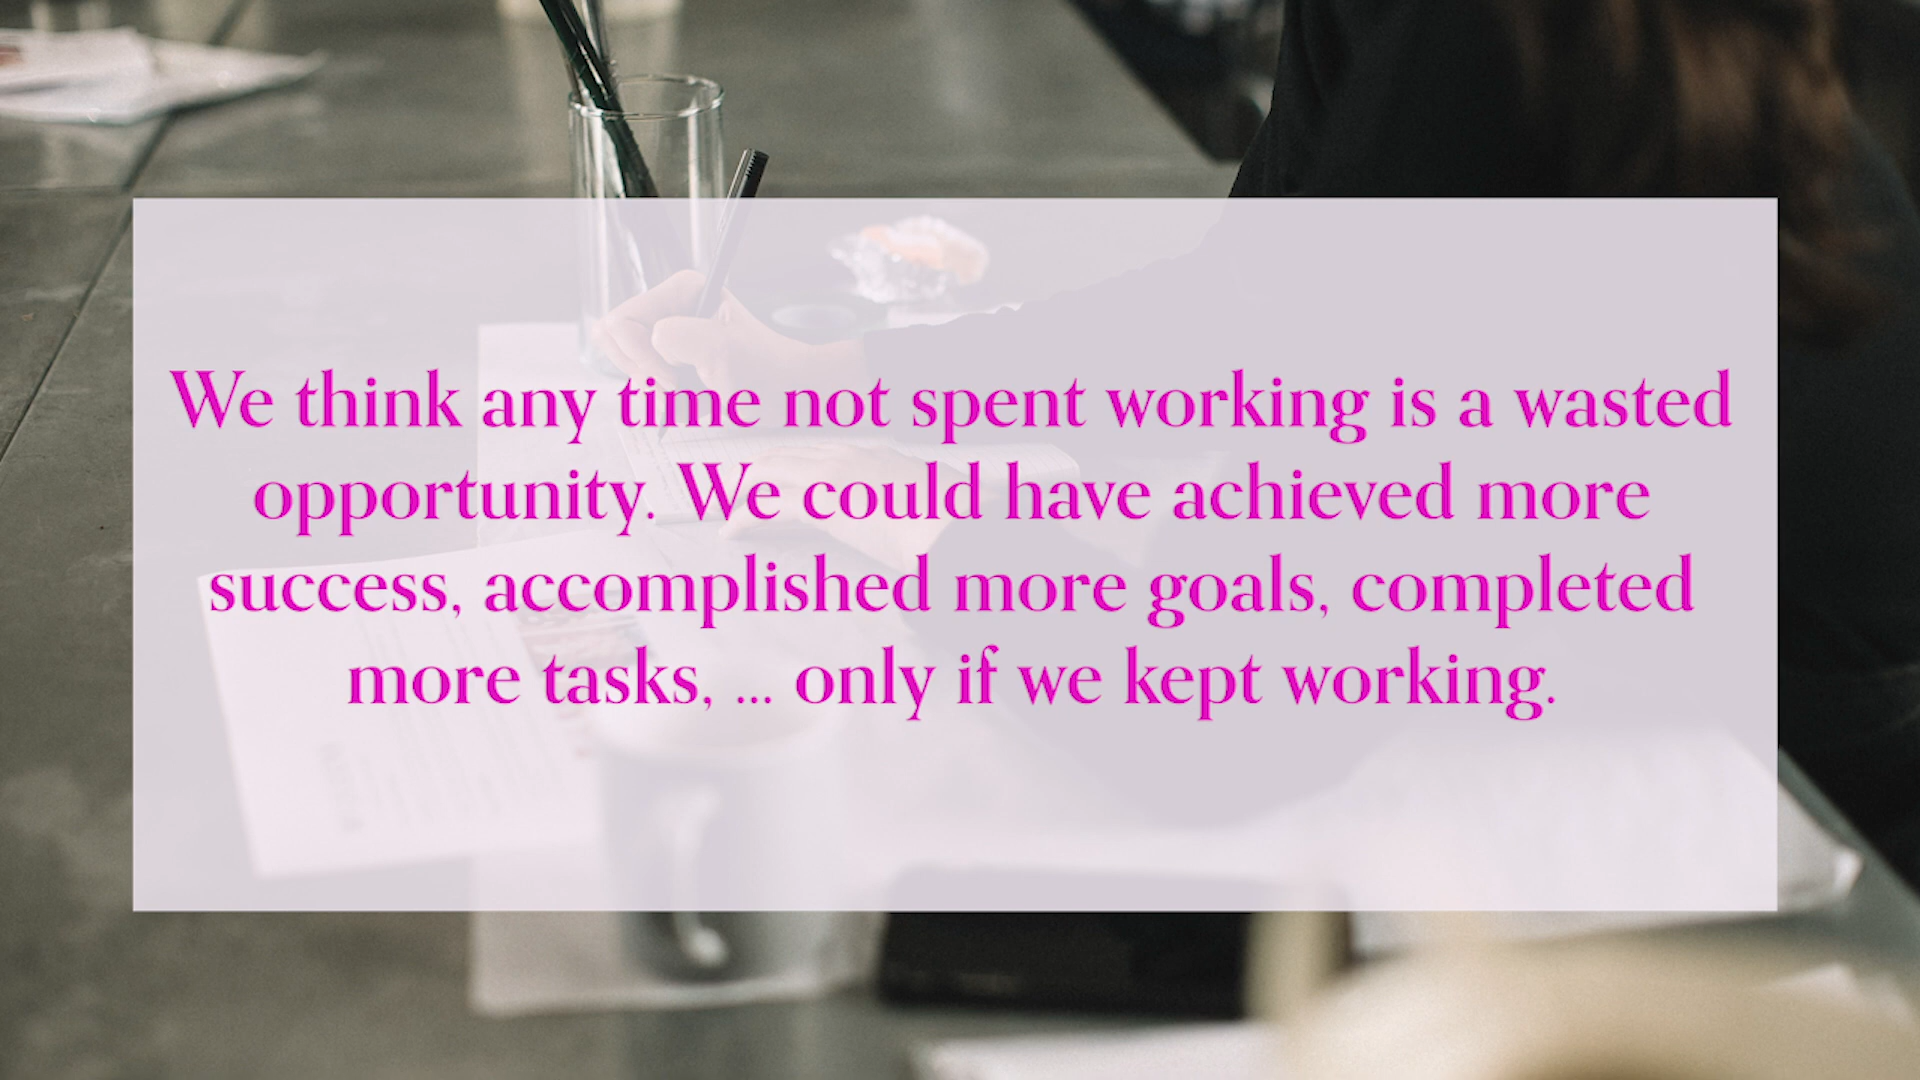 We think any time not spent working is a wasted
opportunity. We could have achieved more
success, accomplished more goals, completed
more tasks, ... only if we kept working.